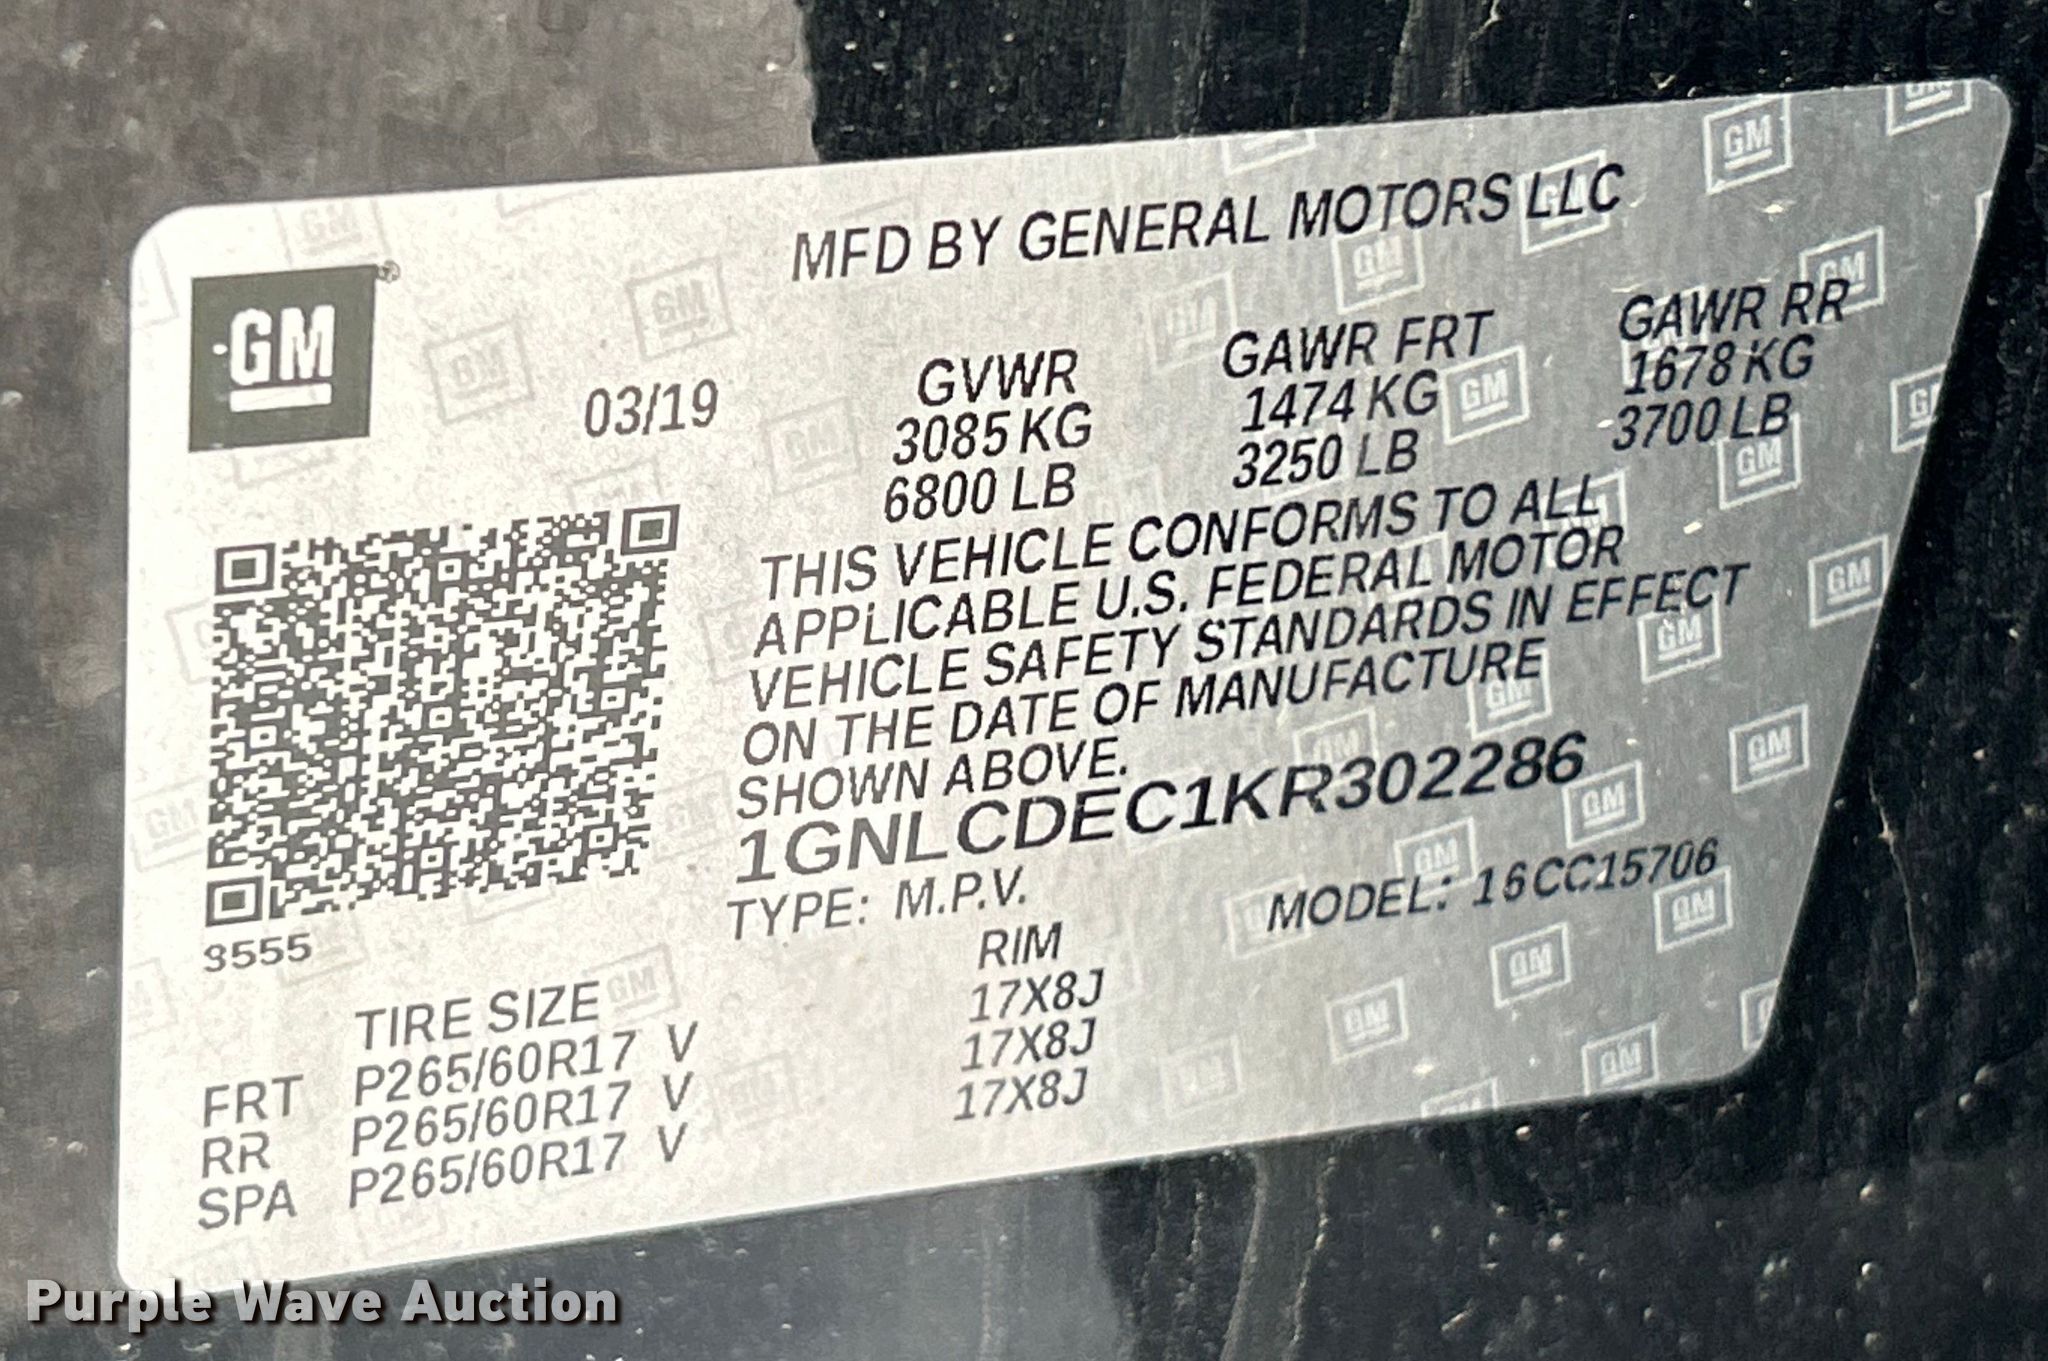 MFD BY GENERAL MOTORS LLC
GM
03/19
GVWR GAWR FRT GAWR RR
3085 KG 1474 KG 1678 KG
6800 LB 3250 LB 3700 LB
THIS VEHICLE CONFORMS TO ALL
APPLICABLE U.S. FEDERAL MOTOR
VEHICLE SAFETY STANDARDS IN EFFECT
ON THE DATE OF MANUFACTURE
SHOWN ABOVE.
1GNLCDEC1KR302286
TYPE: M.P.V. MODEL: 16CC15706
3555
TIRE SIZE RIM
FRT P265/60R17 V 17X8J
RR P265/60R17 V 17X8J
SPA P265/60R17 V 17X8J
Purple Wave Auction